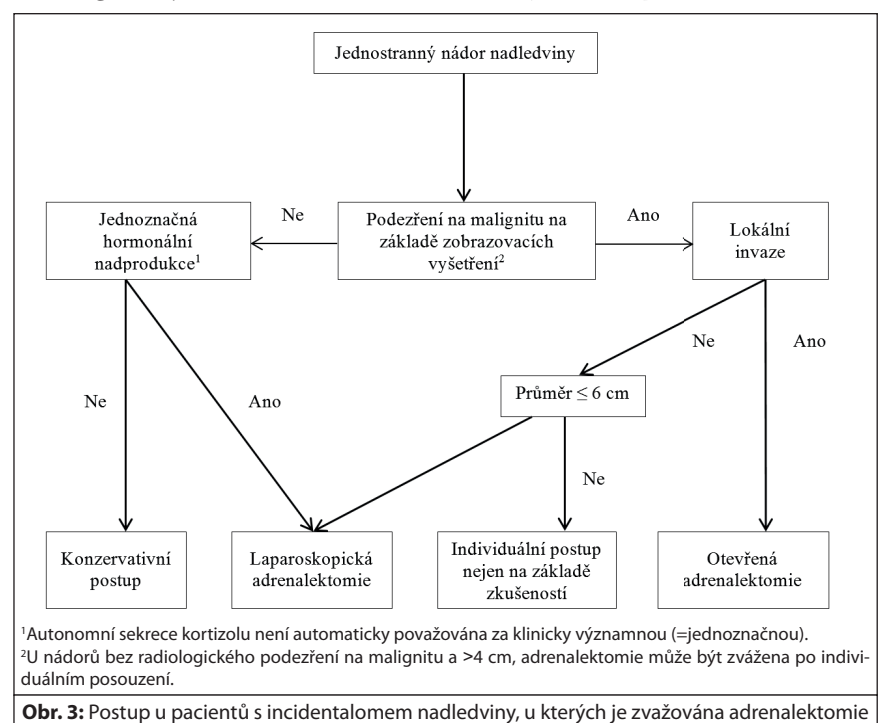 Jednostranný nádor nadledviny
Ne
Ano
Jednoznačná
hormonální
nadprodukce¹
Podezření na malignitu na
základě zobrazovacích
vyšetření²
Lokální
invaze
Ne
Ano
Průměr ≤ 6 cm
Ne
Ano
Ne
Konzervativní
postup
Laparoskopická
adrenalektomie
Individuální postup
nejen na základě
zkušeností
Otevřená
adrenalektomie
¹Autonomní sekrece kortizolu není automaticky považována za klinicky významnou (=jednoznačnou).
²U nádorů bez radiologického podezření na malignitu a >4 cm, adrenalektomie může být zvážena po indivi-
duálním posouzení.
Obr. 3: Postup u pacientů s incidentalomem nadledviny, u kterých je zvažována adrenalektomie